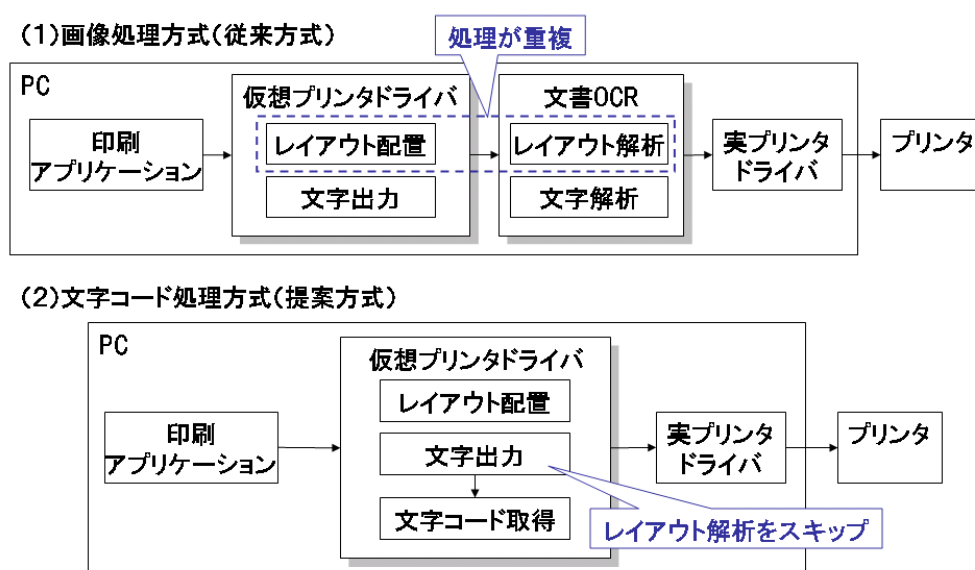 (1)画像処理方式(従来方式)
処理が重複
PC
仮想プリンタドライバ
文書OCR
印刷
アプリケーション
レイアウト配置
レイアウト解析
実プリンタ
ドライバ
プリンタ
文字出力
文字解析
(2)文字コード処理方式(提案方式)
PC
仮想プリンタドライバ
レイアウト配置
印刷
アプリケーション
文字出力
実プリンタ
ドライバ
プリンタ
文字コード取得
レイアウト解析をスキップ